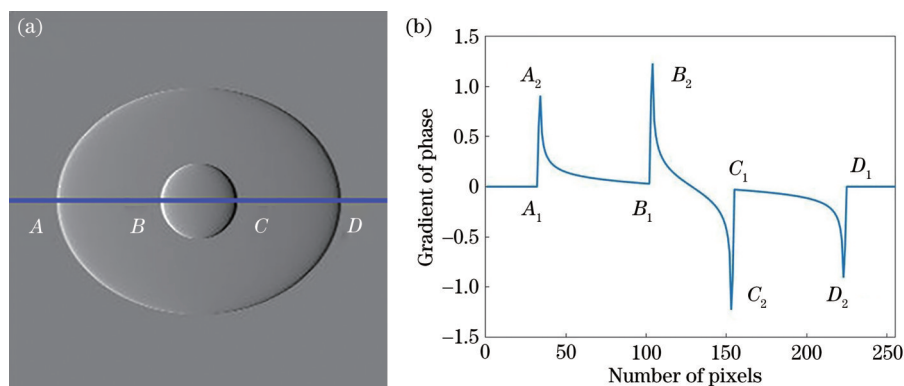 (a)
A
B
C
D
(b)
Gradient of phase
1.5
1.0
0.5
0
−0.5
−1.0
−1.5
A₂
B₂
C₁
D₁
A₁
B₁
C₂
D₂
0
50
100
150
200
250
Number of pixels